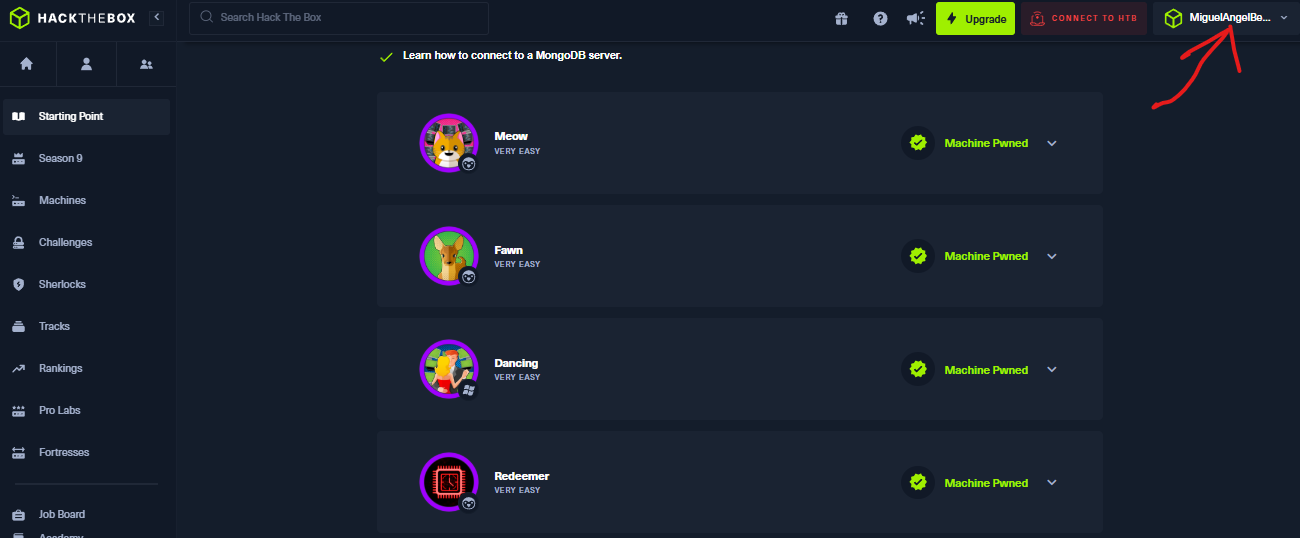 HACKTHEBOX
Search Hack The Box
Upgrade
CONNECT TO HTB
MiguelAngelBe...
Learn how to connect to a MongoDB server.
Starting Point
Season 9
Machines
Challenges
Sherlocks
Tracks
Rankings
Pro Labs
Fortresses
Job Board
Academy
Meow
VERY EASY
Machine Pwned
Fawn
VERY EASY
Machine Pwned
Dancing
VERY EASY
Machine Pwned
Redeemer
VERY EASY
Machine Pwned